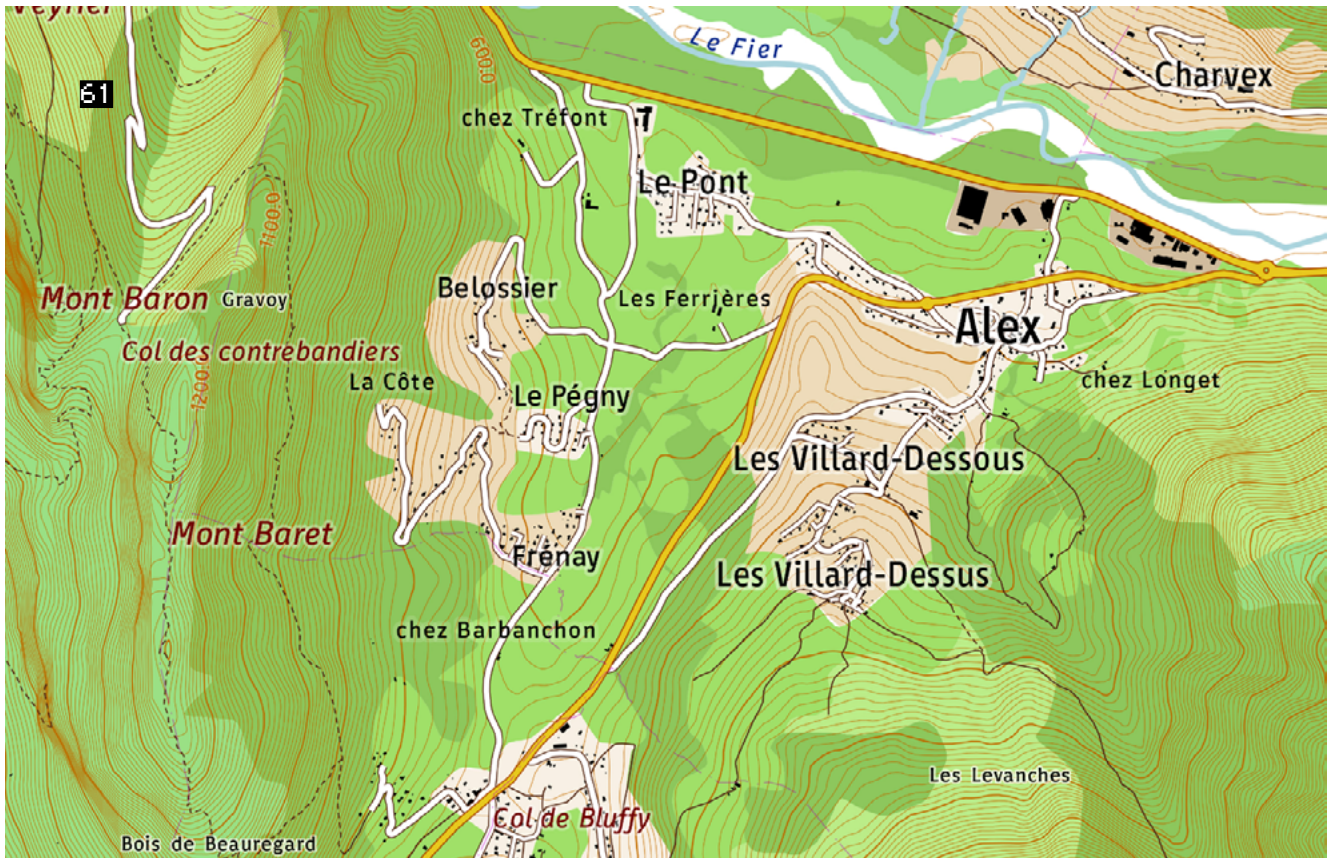 Veyrier
Le Fier
600.0
Charvex
61
chez Tréfont
Le Pont
1100.0
Belossier
Mont Baron
Gravoy
Les Ferrières
Alex
Col des contrebandiers
La Côte
1200.0
Le Pégny
chez Longet
Les Villard-Dessous
Mont Baret
Frénay
Les Villard-Dessus
chez Barbanchon
Les Levanches
Col de Bluffy
Bois de Beauregard